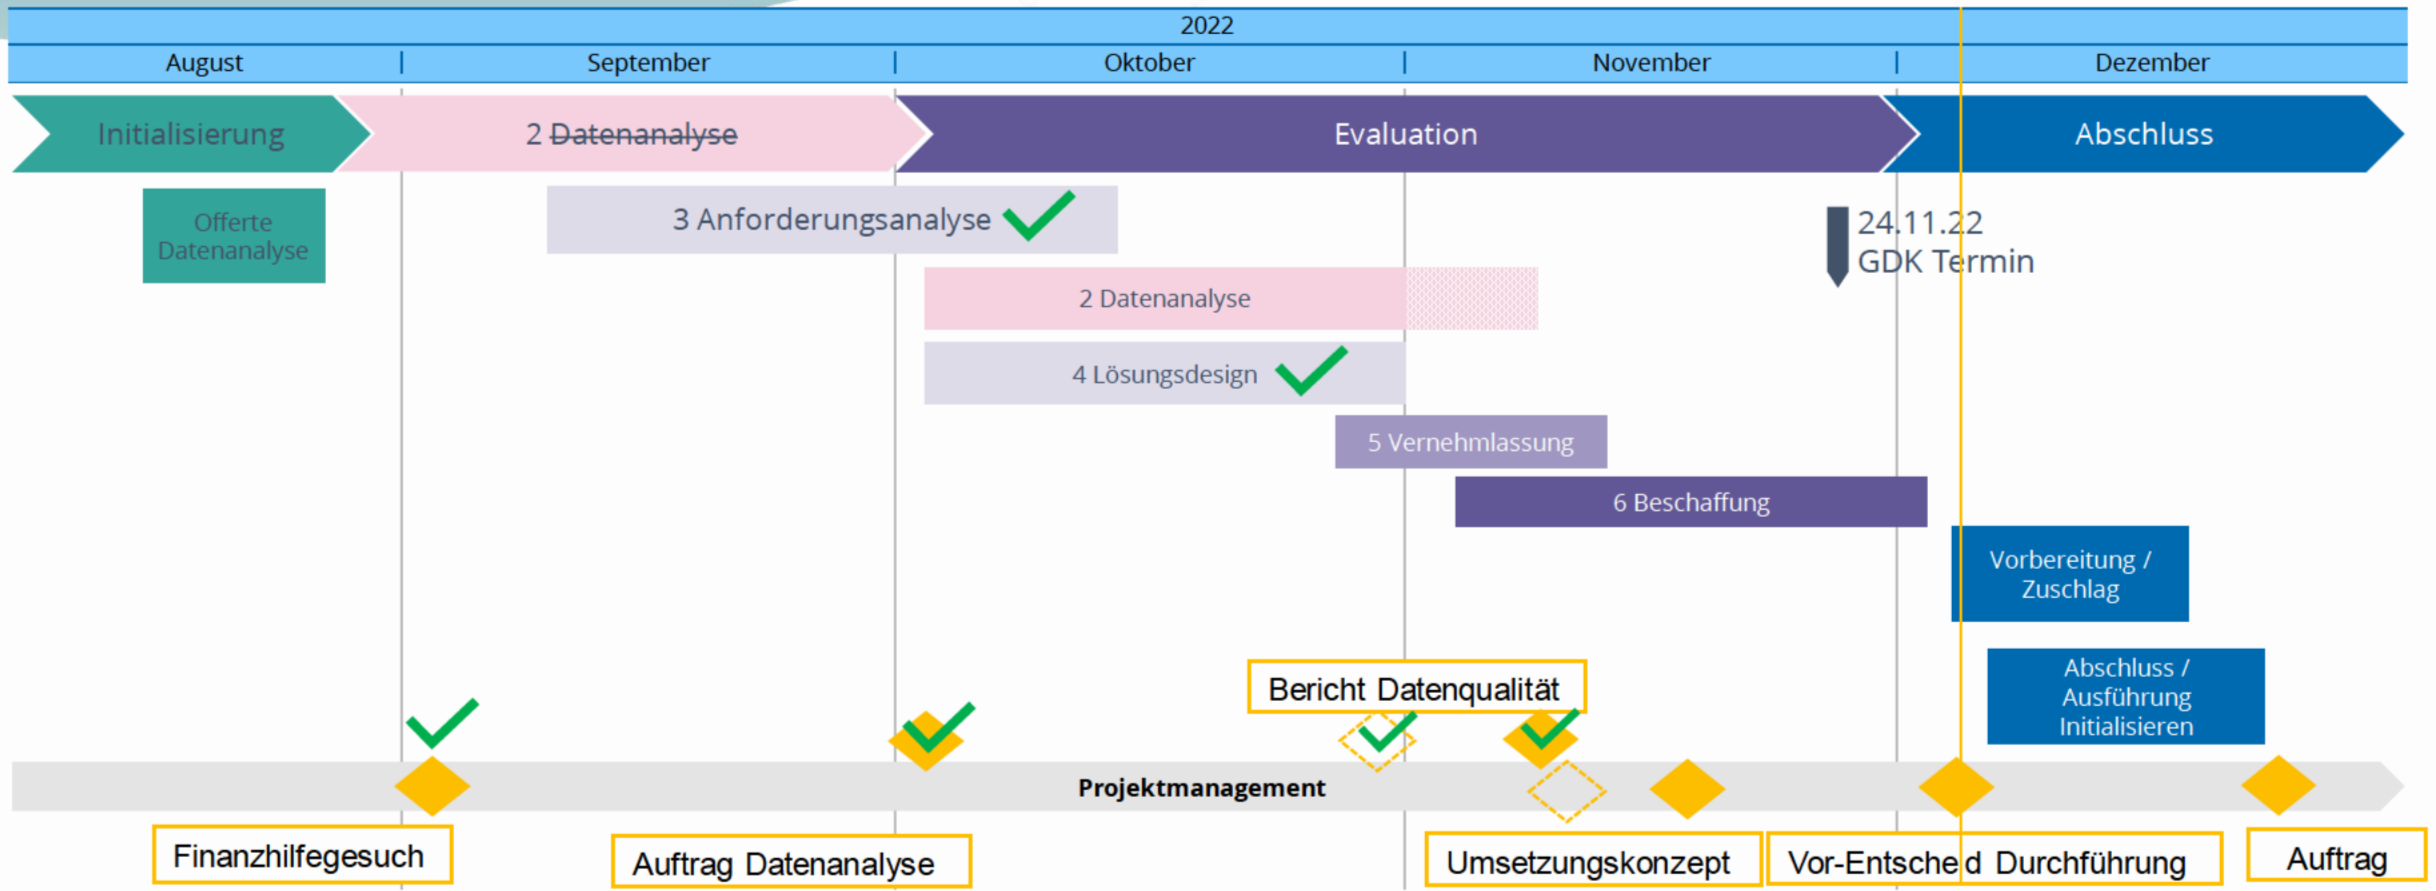 2022
August
September
Oktober
November
Dezember
Initialisierung
2 Datenanalyse
Evaluation
Abschluss
Offerte
Datenanalyse
3 Anforderungsanalyse
24.11.22
GDK Termin
2 Datenanalyse
4 Lösungsdesign
5 Vernehmlassung
6 Beschaffung
Vorbereitung /
Zuschlag
Abschluss /
Ausführung
Initialisieren
Bericht Datenqualität
Projektmanagement
Finanzhilfegesuch
Auftrag Datenanalyse
Umsetzungskonzept
Vor-Entscheid Durchführung
Auftrag